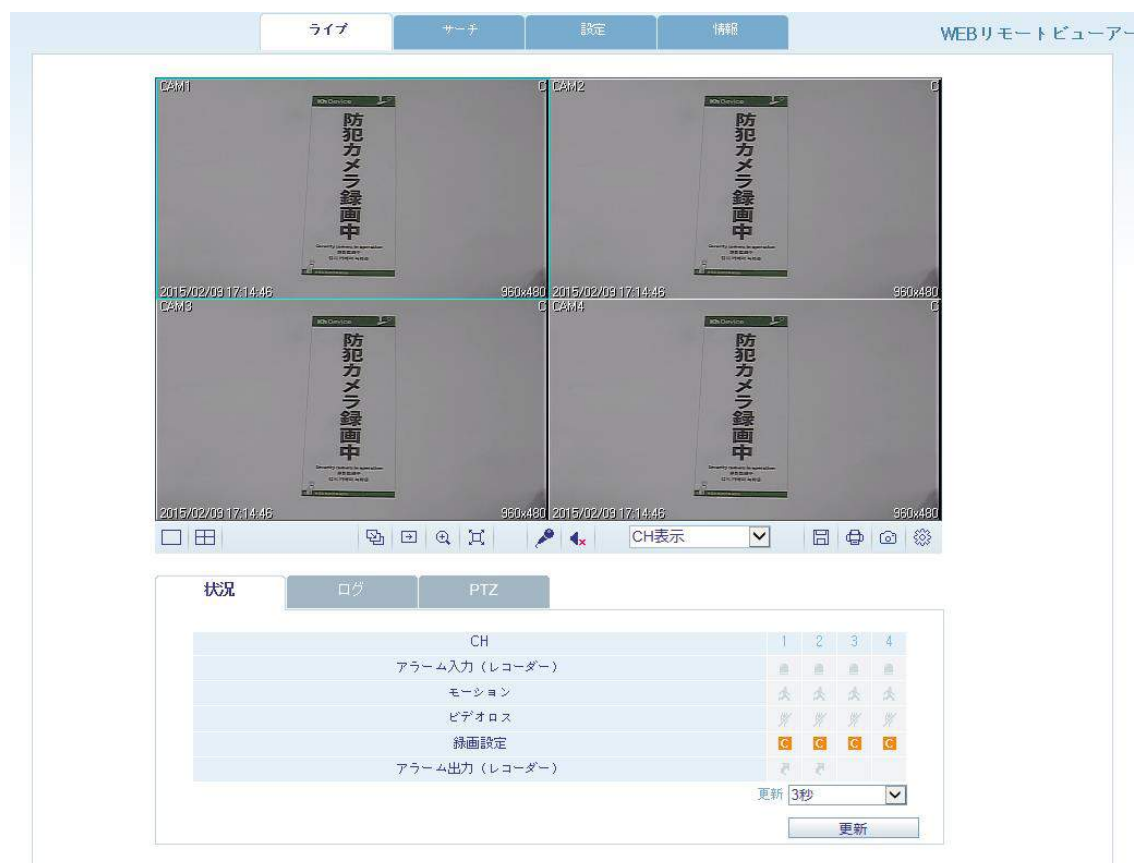 ライブ
サーチ
設定
情報
WEBリモートビューアー
CAM1
C
CAM2
C
防犯カメラ録画中
防犯カメラ録画中
2015/02/09 17:14:46
960x480
2015/02/09 17:14:46
960x480
CAM3
C
CAM4
C
防犯カメラ録画中
防犯カメラ録画中
2015/02/09 17:14:46
960x480
2015/02/09 17:14:46
960x480
CH表示
状況
ログ
PTZ
CH 1 2 3 4
アラーム入力（レコーダー）
モーション
ビデオロス
録画設定 C C C C
アラーム出力（レコーダー）
更新 3秒
更新